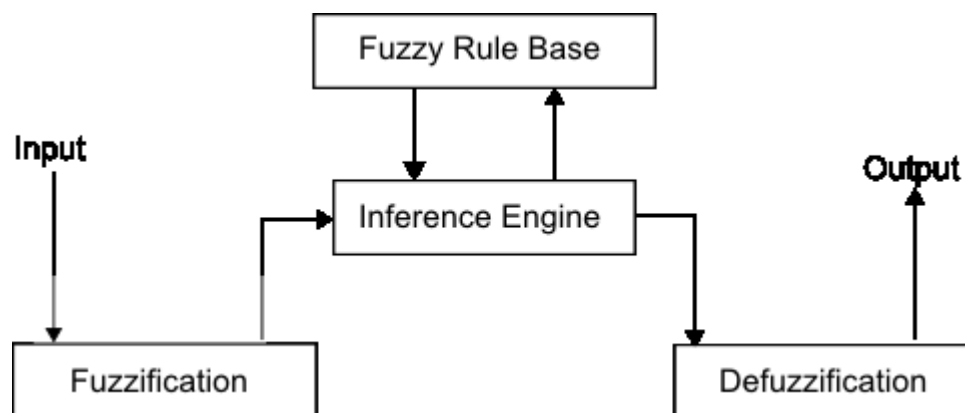 Fuzzy Rule Base
Input
Output
Inference Engine
Fuzzification
Defuzzification